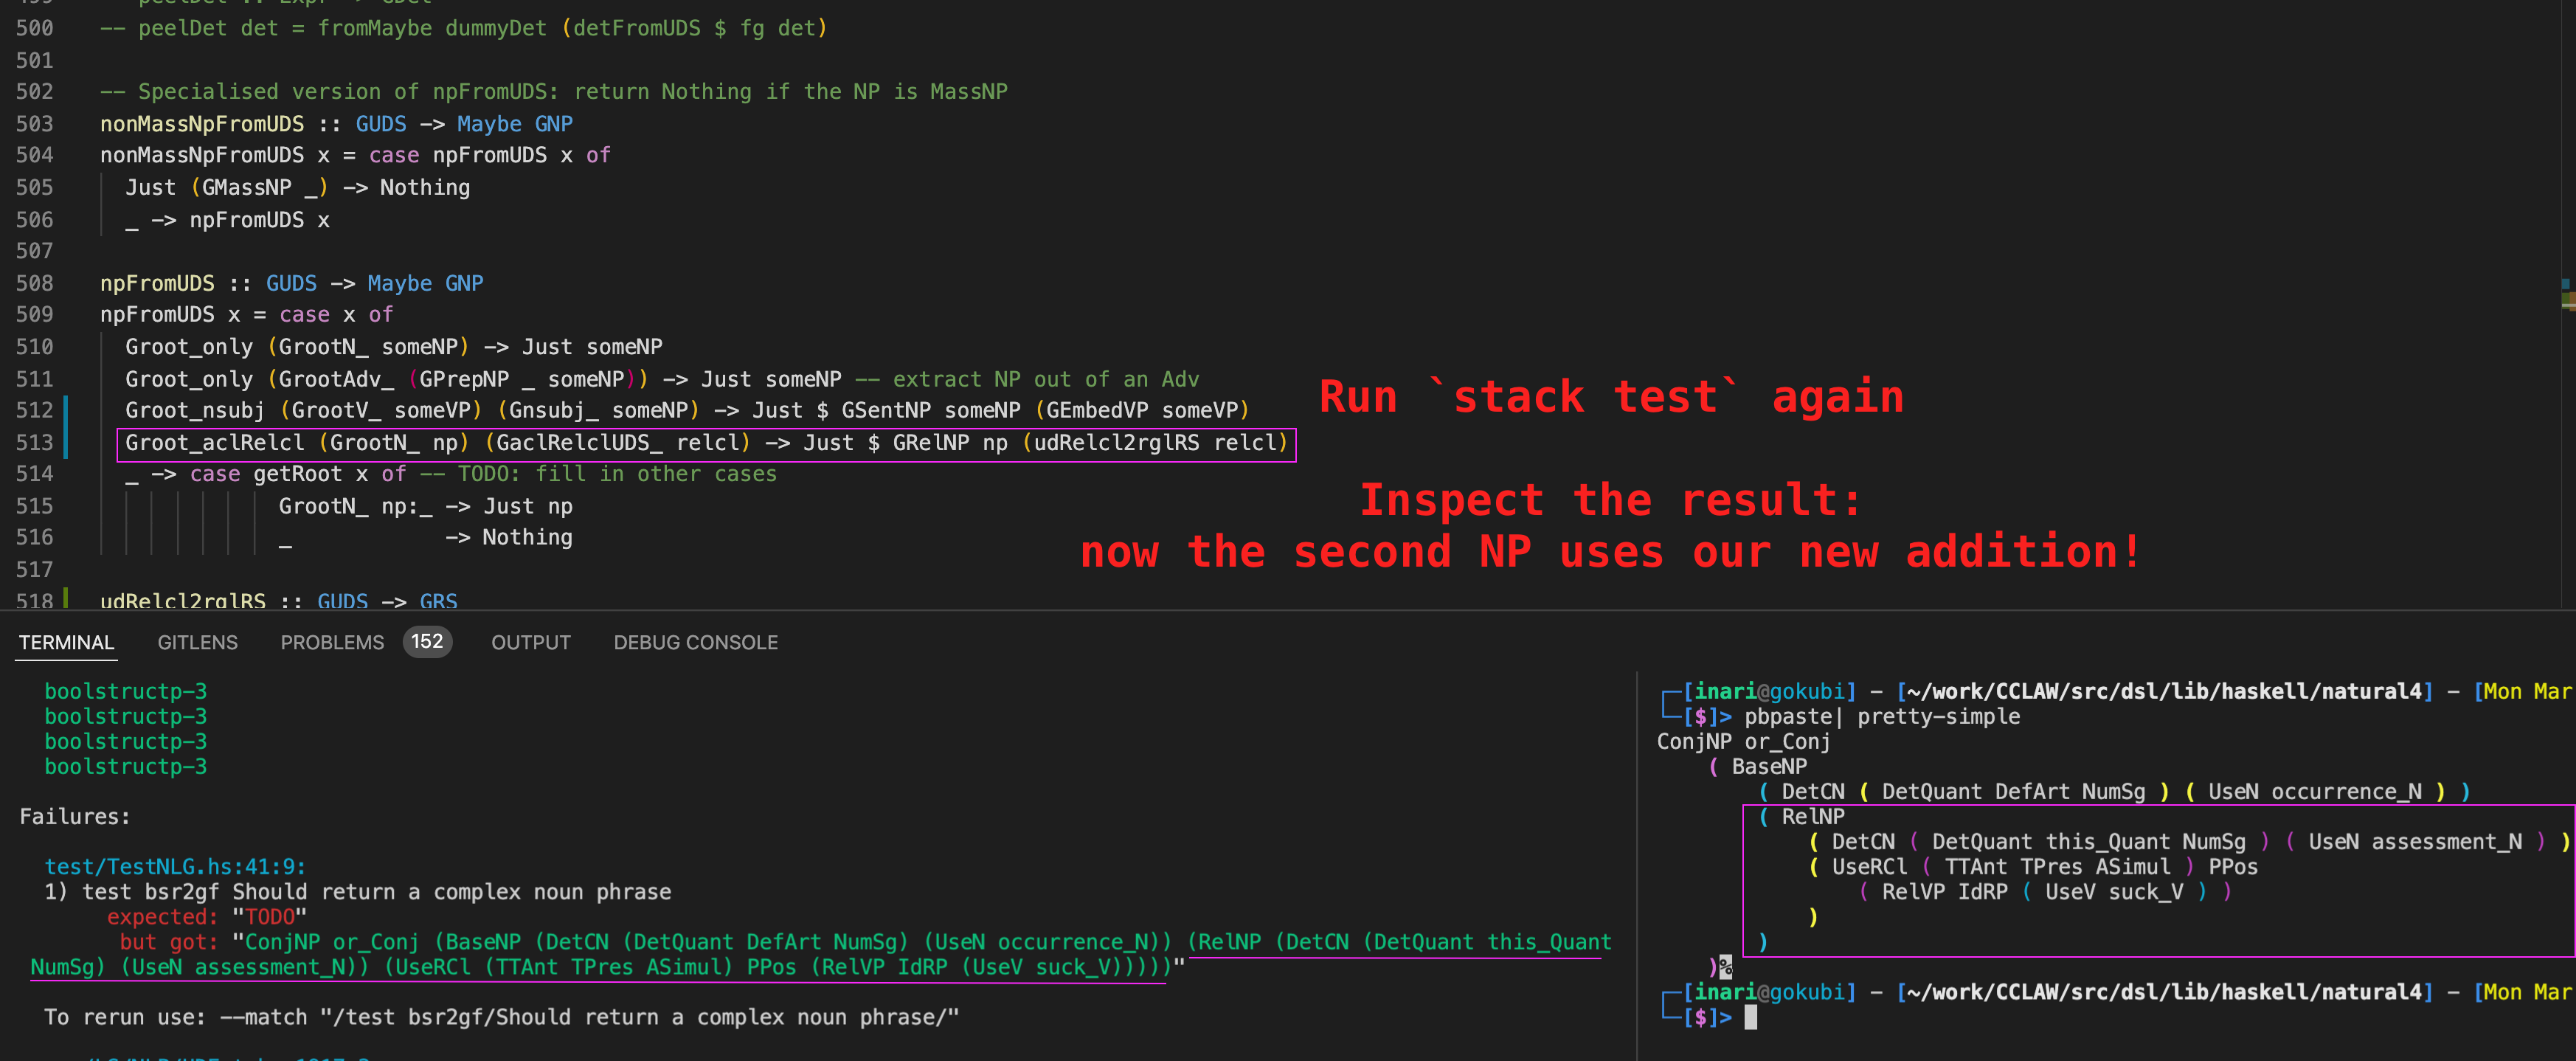 500 -- peelDet det = fromMaybe dummyDet (detFromUDS $ fg det)
501
502 -- Specialised version of npFromUDS: return Nothing if the NP is MassNP
503 nonMassNpFromUDS :: GUDS -> Maybe GNP
504 nonMassNpFromUDS x = case npFromUDS x of
505 Just (GMassNP _) -> Nothing
506 _ -> npFromUDS x
507
508 npFromUDS :: GUDS -> Maybe GNP
509 npFromUDS x = case x of
510 Groot_only (GrootN_ someNP) -> Just someNP
511 Groot_only (GrootAdv_ (GPrepNP _ someNP)) -> Just someNP -- extract NP out of an Adv
512 Groot_nsubj (GrootV_ someVP) (Gnsubj_ someNP) -> Just $ GSentNP someNP (GEmbedVP someVP)
513 Groot_aclRelcl (GrootN_ np) (GaclRelclUDS_ relcl) -> Just $ GRelNP np (udRelcl2rglRS relcl)
514 _ -> case getRoot x of -- TODO: fill in other cases
515 GrootN_ np:_ -> Just np
516 _ -> Nothing
517
518 udRelcl2rglRS :: GUDS -> GRS
Run `stack test` again
Inspect the result:
now the second NP uses our new addition!
TERMINAL GITLENS PROBLEMS 152 OUTPUT DEBUG CONSOLE
boolstructp-3
boolstructp-3
boolstructp-3
boolstructp-3
Failures:
test/TestNLG.hs:41:9:
1) test bsr2gf Should return a complex noun phrase
expected: "TODO"
but got: "ConjNP or_Conj (BaseNP (DetCN (DetQuant DefArt NumSg) (UseN occurrence_N)) (RelNP (DetCN (DetQuant this_Quant
NumSg) (UseN assessment_N)) (UseRCl (TTAnt TPres ASimul) PPos (RelVP IdRP (UseV suck_V)))))"
To rerun use: --match "/test bsr2gf/Should return a complex noun phrase/"
[inari@gokubi] - [~/work/CCLAW/src/dsl/lib/haskell/natural4] - [Mon Mar
[$]> pbpaste| pretty-simple
ConjNP or_Conj
( BaseNP
( DetCN ( DetQuant DefArt NumSg ) ( UseN occurrence_N ) )
( RelNP
( DetCN ( DetQuant this_Quant NumSg ) ( UseN assessment_N ) )
( UseRCl ( TTAnt TPres ASimul ) PPos
( RelVP IdRP ( UseV suck_V ) )
)
)
)%
[inari@gokubi] - [~/work/CCLAW/src/dsl/lib/haskell/natural4] - [Mon Mar
[$]>